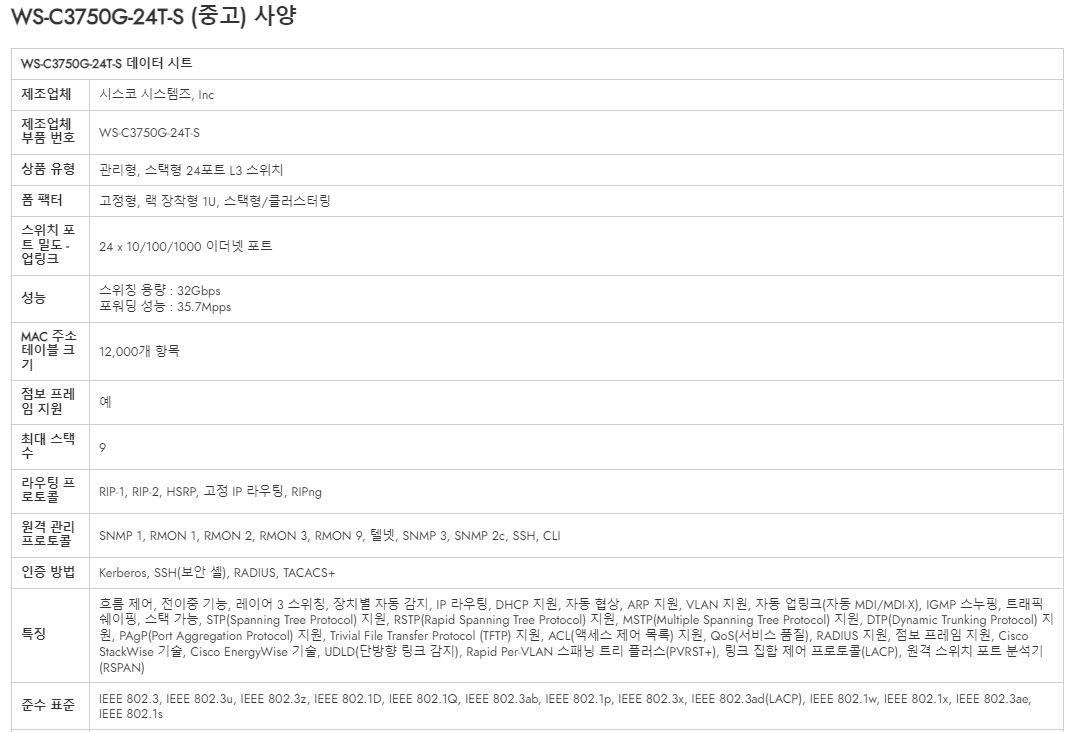 WS-C3750G-24T-S (중고) 사양
WS-C3750G-24T-S 데이터 시트
제조업체
시스코 시스템즈, Inc
제조업체
부품 번호
WS-C3750G-24T-S
상품 유형
관리형, 스택형 24포트 L3 스위치
폼 팩터
고정형, 랙 장착형 1U, 스택형/클러스터링
스위치 포
트 밀도 -
업링크
24 x 10/100/1000 이더넷 포트
성능
스위칭 용량 : 32Gbps
포워딩 성능 : 35.7Mpps
MAC 주소
테이블 크
기
12,000개 항목
점보 프레
임 지원
예
최대 스택
수
9
라우팅 프
로토콜
RIP-1, RIP-2, HSRP, 고정 IP 라우팅, RIPng
원격 관리
프로토콜
SNMP 1, RMON 1, RMON 2, RMON 3, RMON 9, 텔넷, SNMP 3, SNMP 2c, SSH, CLI
인증 방법
Kerberos, SSH(보안 셸), RADIUS, TACACS+
특징
흐름 제어, 전이중 기능, 레이어 3 스위칭, 장치별 자동 감지, IP 라우팅, DHCP 지원, 자동 협상, ARP 지원, VLAN 지원, 자동 업링크(자동 MDI/MDI-X), IGMP 스누핑, 트래픽
쉐이핑, 스택 가능, STP(Spanning Tree Protocol) 지원, RSTP(Rapid Spanning Tree Protocol) 지원, MSTP(Multiple Spanning Tree Protocol) 지원, DTP(Dynamic Trunking Protocol) 지
원, PAgP(Port Aggregation Protocol) 지원, Trivial File Transfer Protocol (TFTP) 지원, ACL(액세스 제어 목록) 지원, QoS(서비스 품질), RADIUS 지원, 점보 프레임 지원, Cisco
StackWise 기술, Cisco EnergyWise 기술, UDLD(단방향 링크 감지), Rapid Per-VLAN 스패닝 트리 플러스(PVRST+), 링크 집합 제어 프로토콜(LACP), 원격 스위치 포트 분석기
(RSPAN)
준수 표준
IEEE 802.3, IEEE 802.3u, IEEE 802.3z, IEEE 802.1D, IEEE 802.1Q, IEEE 802.3ab, IEEE 802.1p, IEEE 802.3x, IEEE 802.3ad(LACP), IEEE 802.1w, IEEE 802.1x, IEEE 802.3ae,
IEEE 802.1s